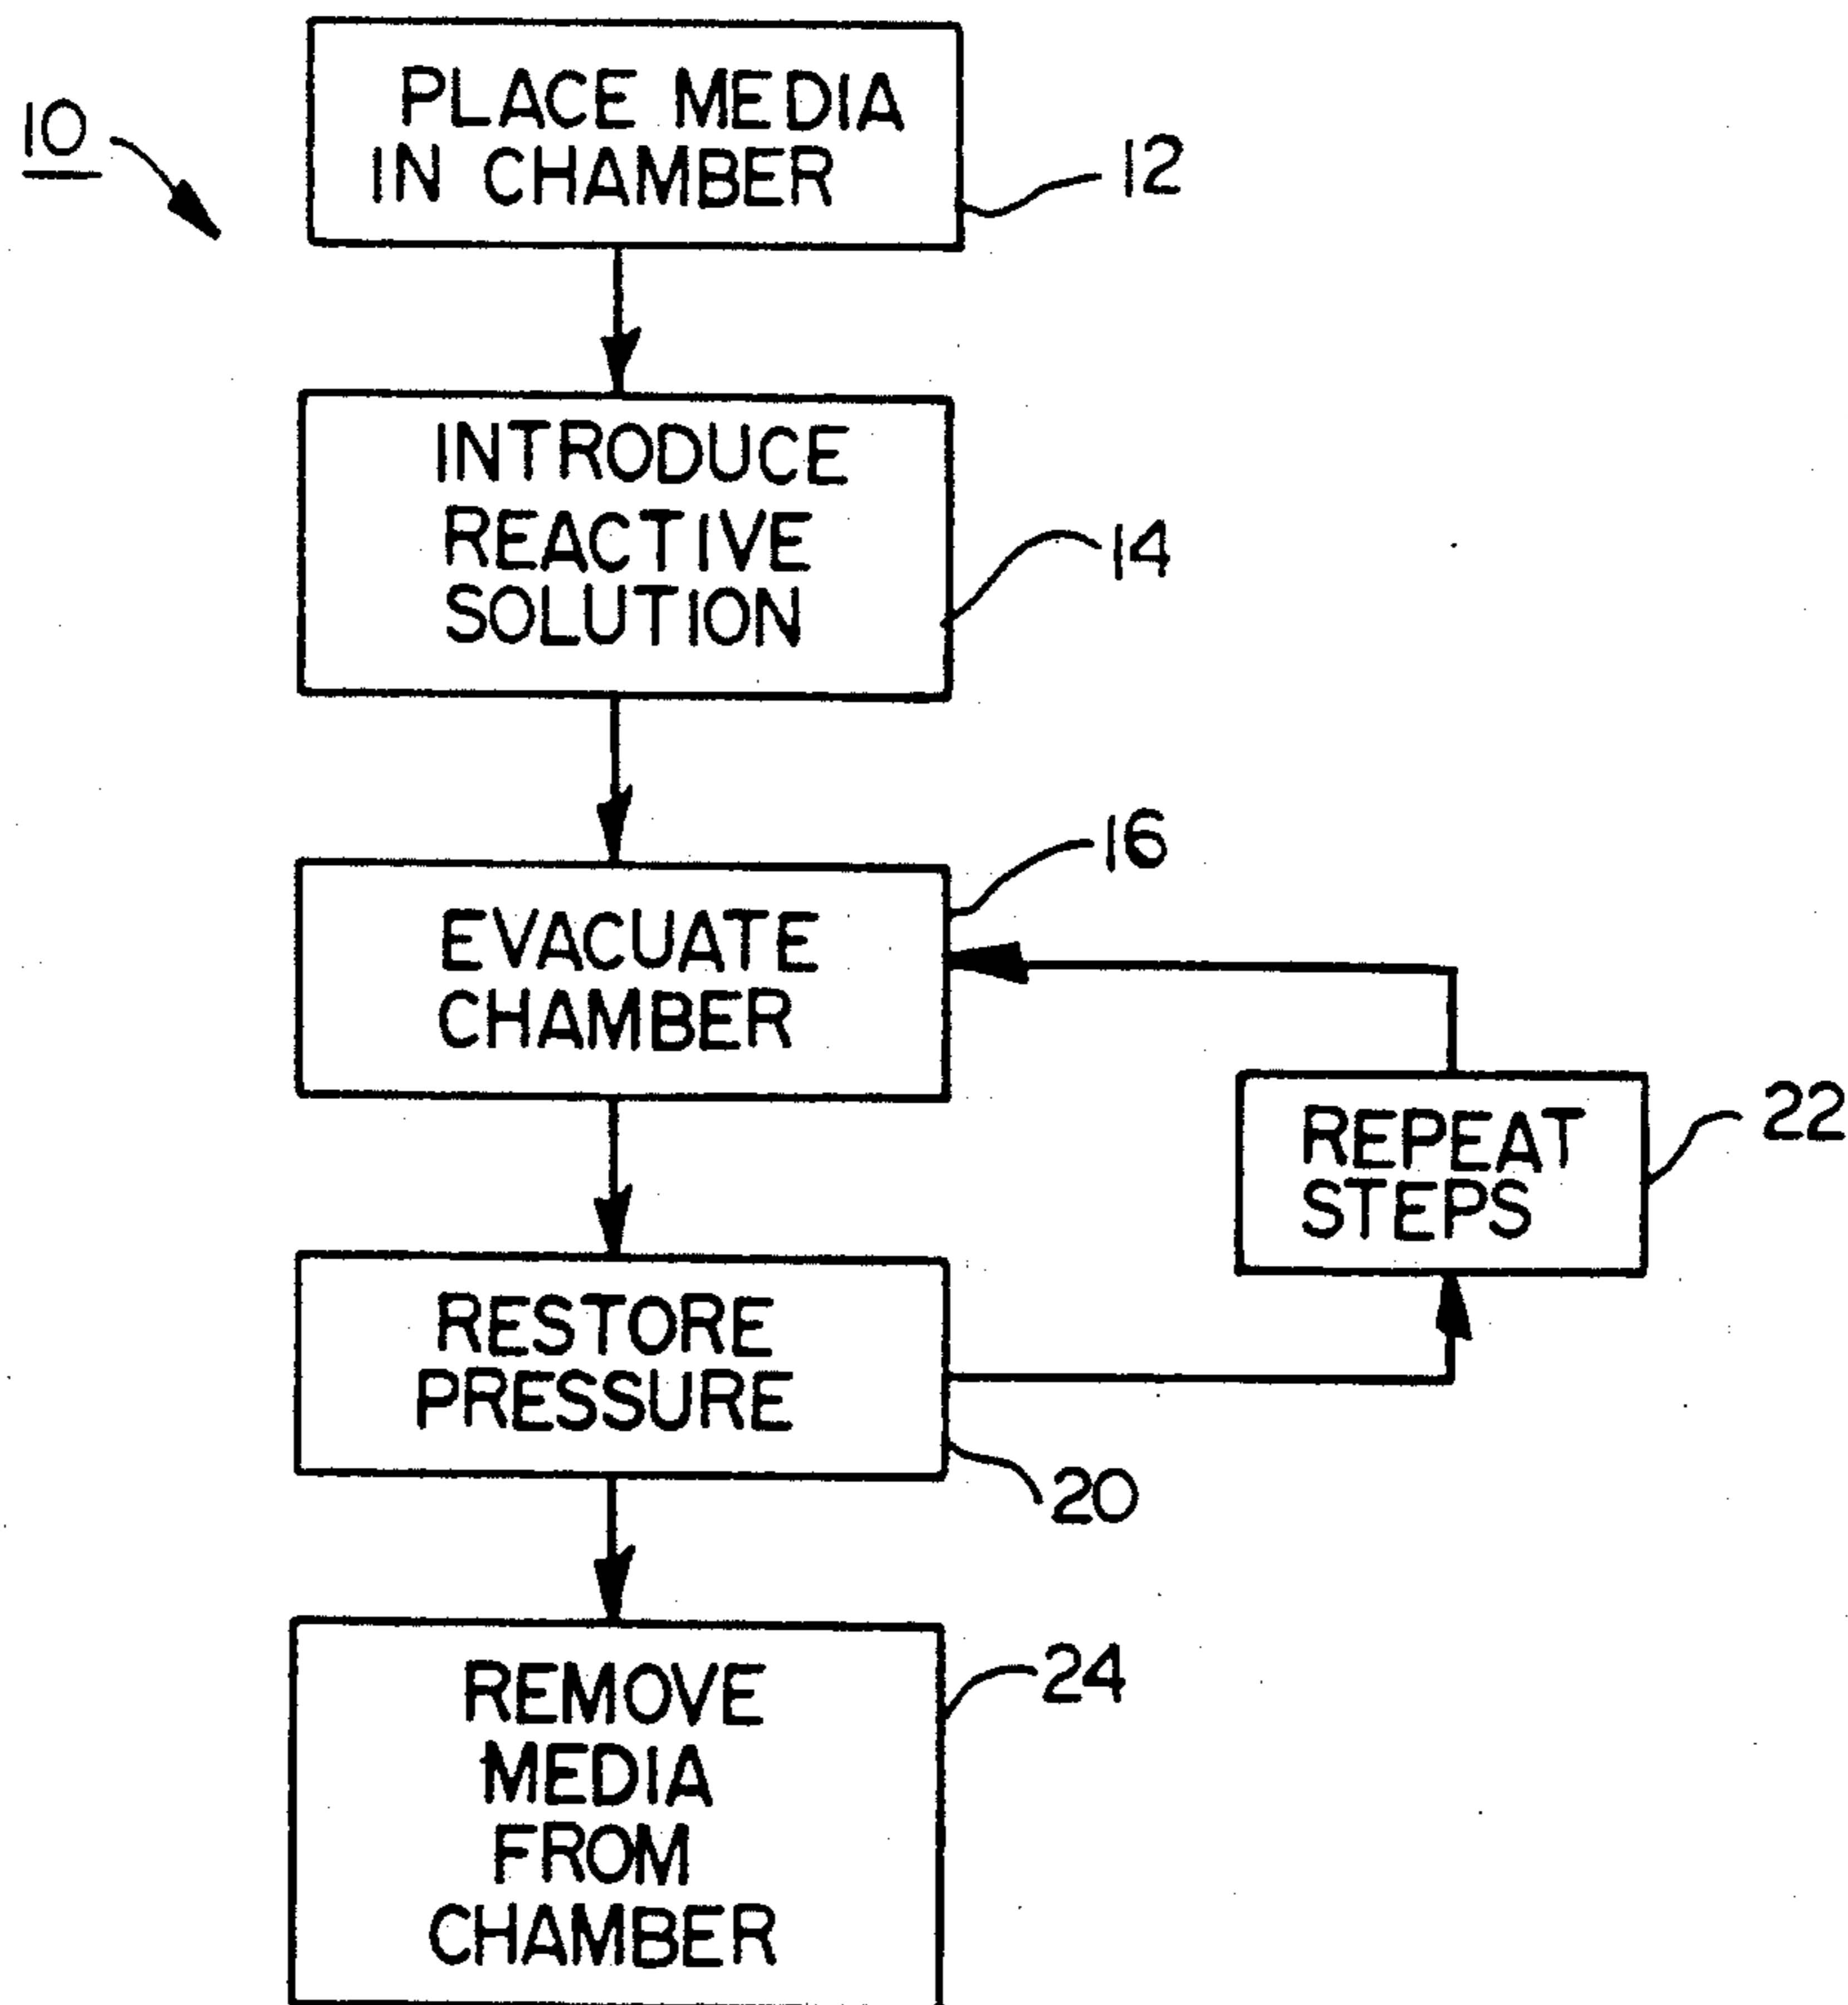 10
PLACE MEDIA
IN CHAMBER
12
INTRODUCE
REACTIVE
SOLUTION
14
16
EVACUATE
CHAMBER
REPEAT
STEPS
22
RESTORE
PRESSURE
20
REMOVE
MEDIA
FROM
CHAMBER
24